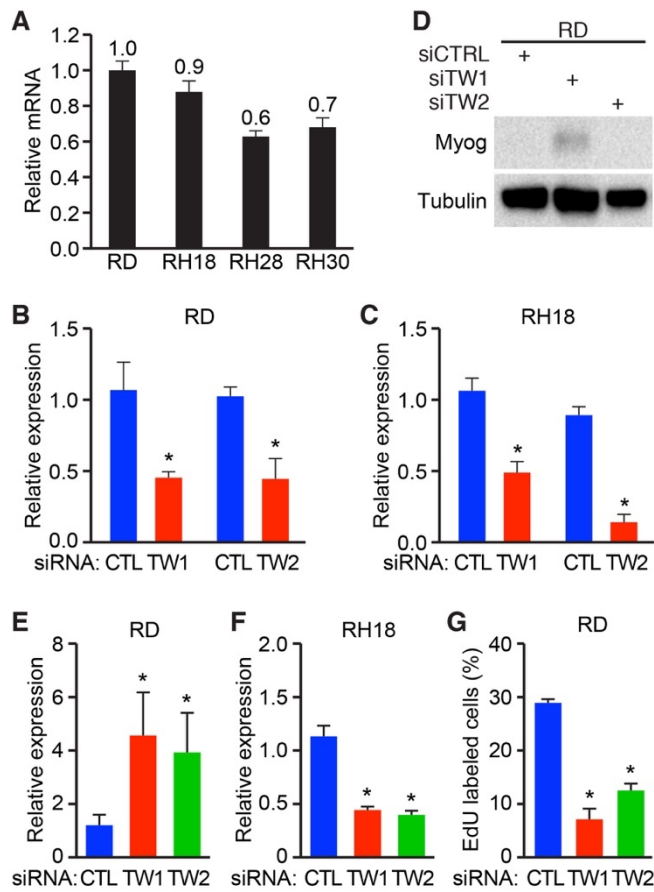 A
Relative mRNA
1.2
1.0
0.8
0.6
0.4
0.2
0.0
1.0
0.9
0.6
0.7
RD RH18 RH28 RH30
D
RD
siCTRL +
siTW1 +
siTW2 +
Myog
Tubulin
B
RD
Relative expression
1.5
1.0
0.5
0.0
*
*
siRNA: CTL TW1 CTL TW2
C
RH18
Relative expression
1.5
1.0
0.5
0.0
*
*
siRNA: CTL TW1 CTL TW2
E
RD
Relative expression
8
6
4
2
0
*
*
siRNA: CTL TW1 TW2
F
RH18
Relative expression
2.0
1.5
1.0
0.5
0
*
*
siRNA: CTL TW1 TW2
G
RD
EdU labeled cells (%)
40
30
20
10
0
*
*
siRNA: CTL TW1 TW2